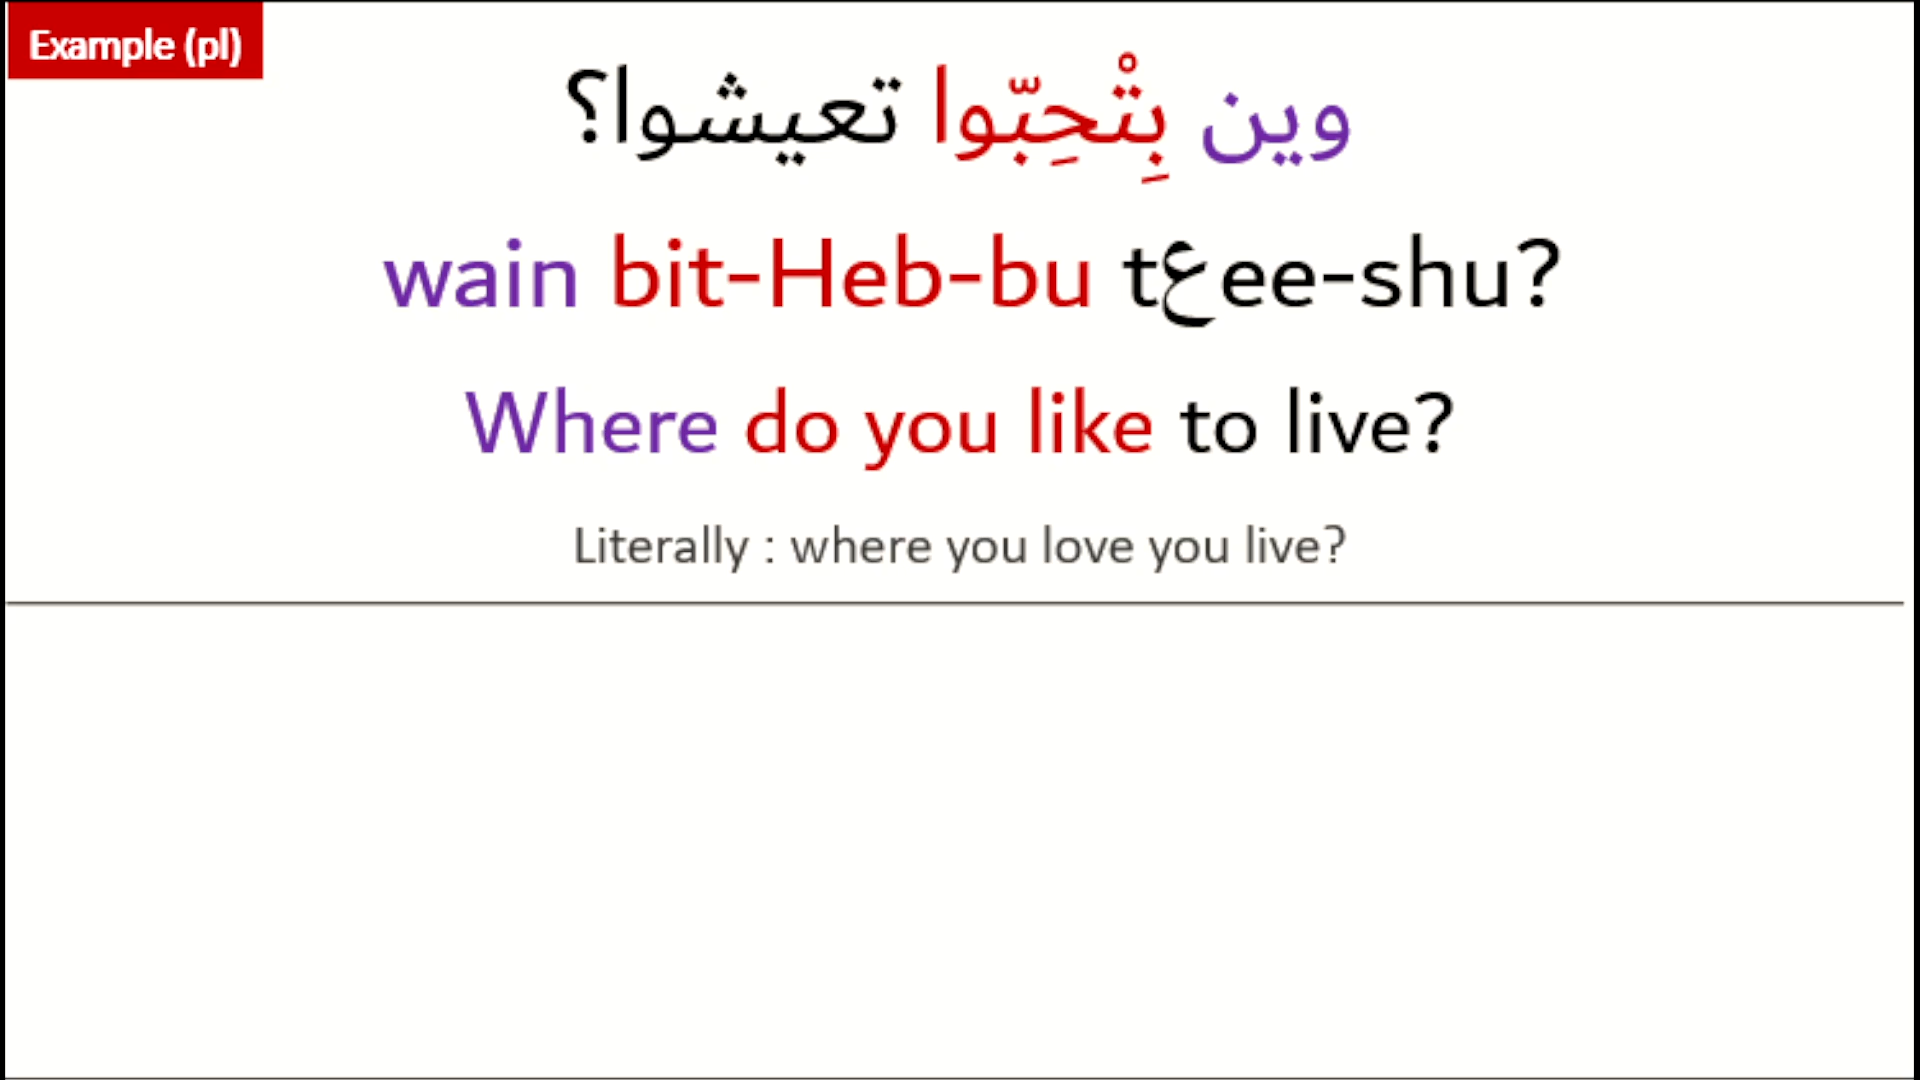 Example (pl)
وين بِتْحِبّوا تعيشوا؟
wain bit-Heb-bu tعee-shu?
Where do you like to live?
Literally : where you love you live?